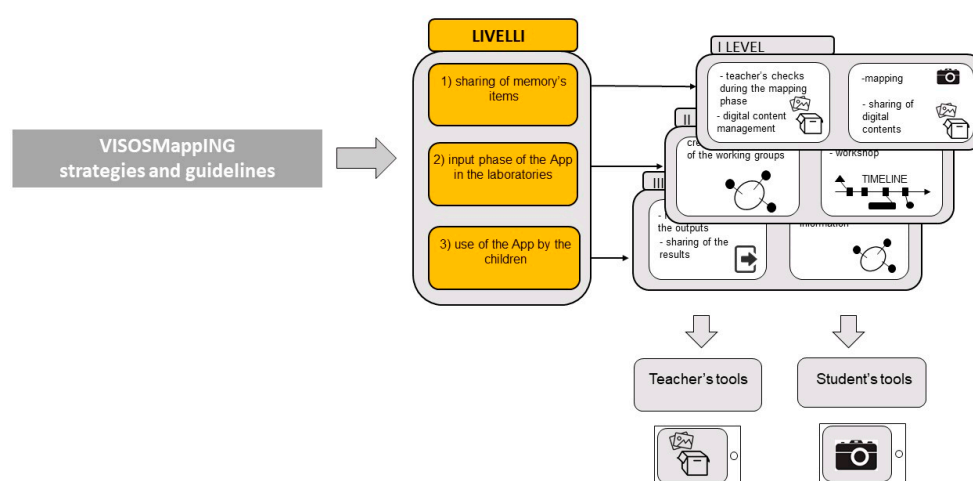 VISOSMappING
strategies and guidelines
LIVELLI
1) sharing of memory's
items
2) input phase of the App
in the laboratories
3) use of the App by the
children
I LEVEL
- teacher's checks
during the mapping
phase
- digital content
management
-mapping
- sharing of
digital
contents
II
of the working groups
- workshop
TIMELINE
III
the outputs
- sharing of the
results
Teacher's tools
Student's tools